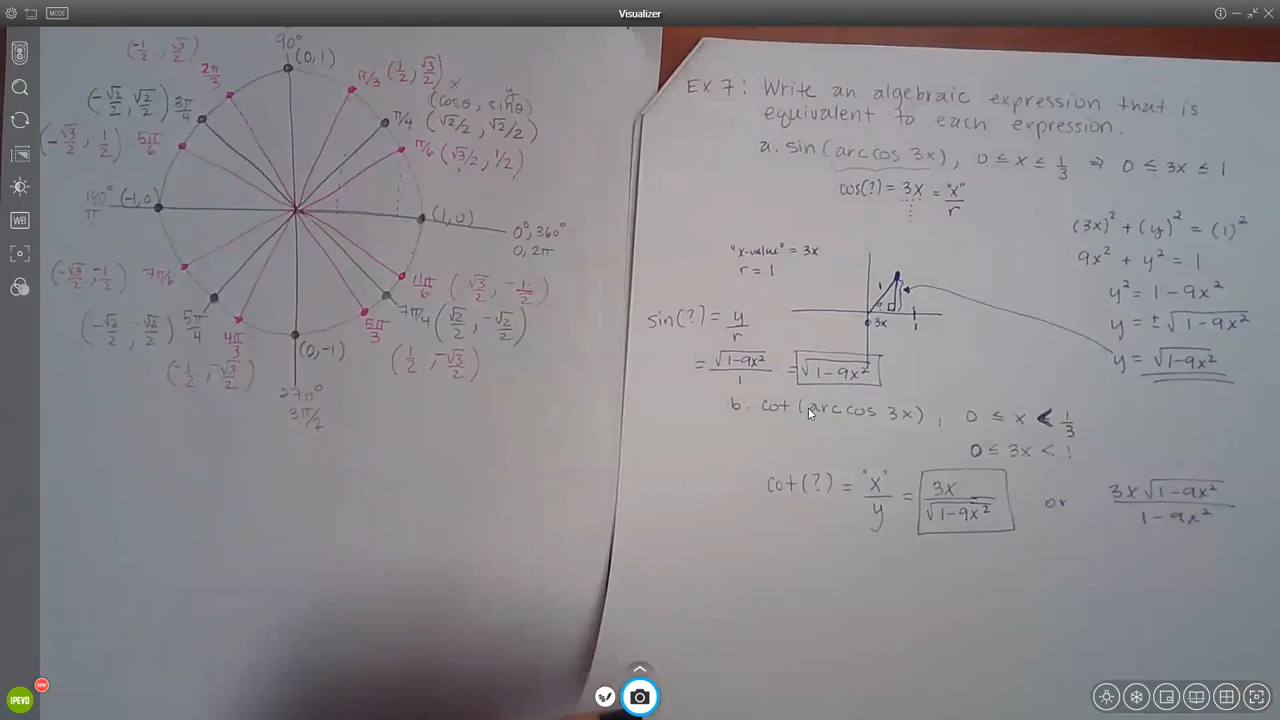 MODE
Visualizer
90°
(0, 1)
(-1/2, √3/2)
2π/3
(-√2/2, √2/2) 3π/4
(-√3/2, 1/2) 5π/6
180° (-1, 0)
π
(-√3/2, -1/2) 7π/6
(-√2/2, -√2/2) 5π/4
(-1/2, -√3/2) 4π/3
270°
3π/2
(0, -1)
π/3 (1/2, √3/2) x y
(cosθ, sinθ)
π/4 (√2/2, √2/2)
π/6 (√3/2, 1/2)
(1, 0)
0°, 360°
0, 2π
11π/6 (√3/2, -1/2)
7π/4 (√2/2, -√2/2)
5π/3 (1/2, -√3/2)
Ex 7: Write an algebraic expression that is
equivalent to each expression.
a. sin(arccos 3x), 0 ≤ x ≤ 1/3 ⇒ 0 ≤ 3x ≤ 1
cos(?) = 3x = "x"/r
"x-value" = 3x
r = 1
1
3x
1
(3x)² + (y)² = (1)²
9x² + y² = 1
y² = 1 - 9x²
y = ±√1-9x²
y = √1-9x²
sin(?) = y/r
= √1-9x²/1 = √1-9x²
b. cot(arccos 3x), 0 ≤ x < 1/3
0 ≤ 3x < 1
cot(?) = "x"/y = 3x/√1-9x² or 3x√1-9x²/1-9x²
IPEVO
new